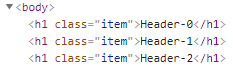 ▼<body>
<h1 class="item">Header-0</h1>
<h1 class="item">Header-1</h1>
<h1 class="item">Header-2</h1>